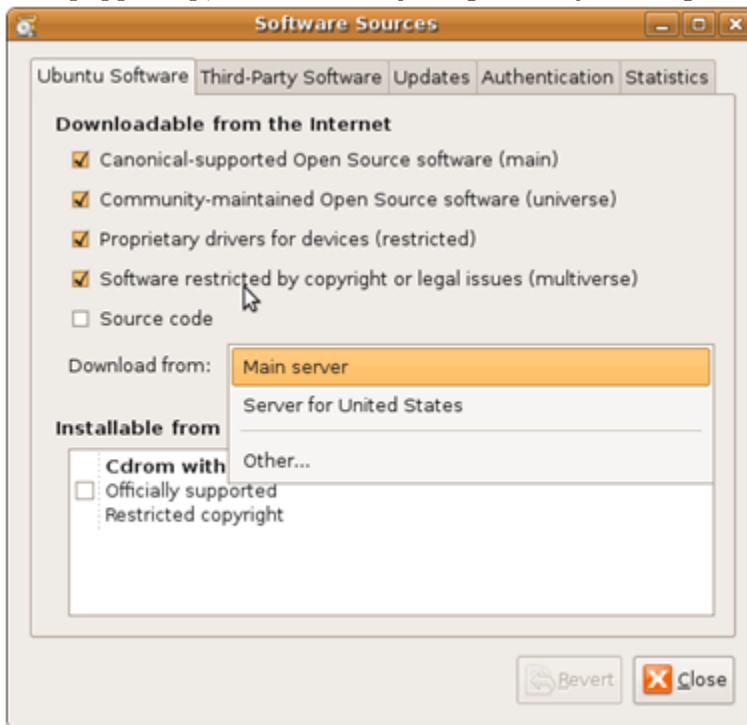 Software Sources
Ubuntu Software Third-Party Software Updates Authentication Statistics
Downloadable from the Internet
Canonical-supported Open Source software (main)
Community-maintained Open Source software (universe)
Proprietary drivers for devices (restricted)
Software restricted by copyright or legal issues (multiverse)
Source code
Download from:
Main server
Server for United States
Other...
Installable from
Cdrom with
Officially supported
Restricted copyright
Revert Close